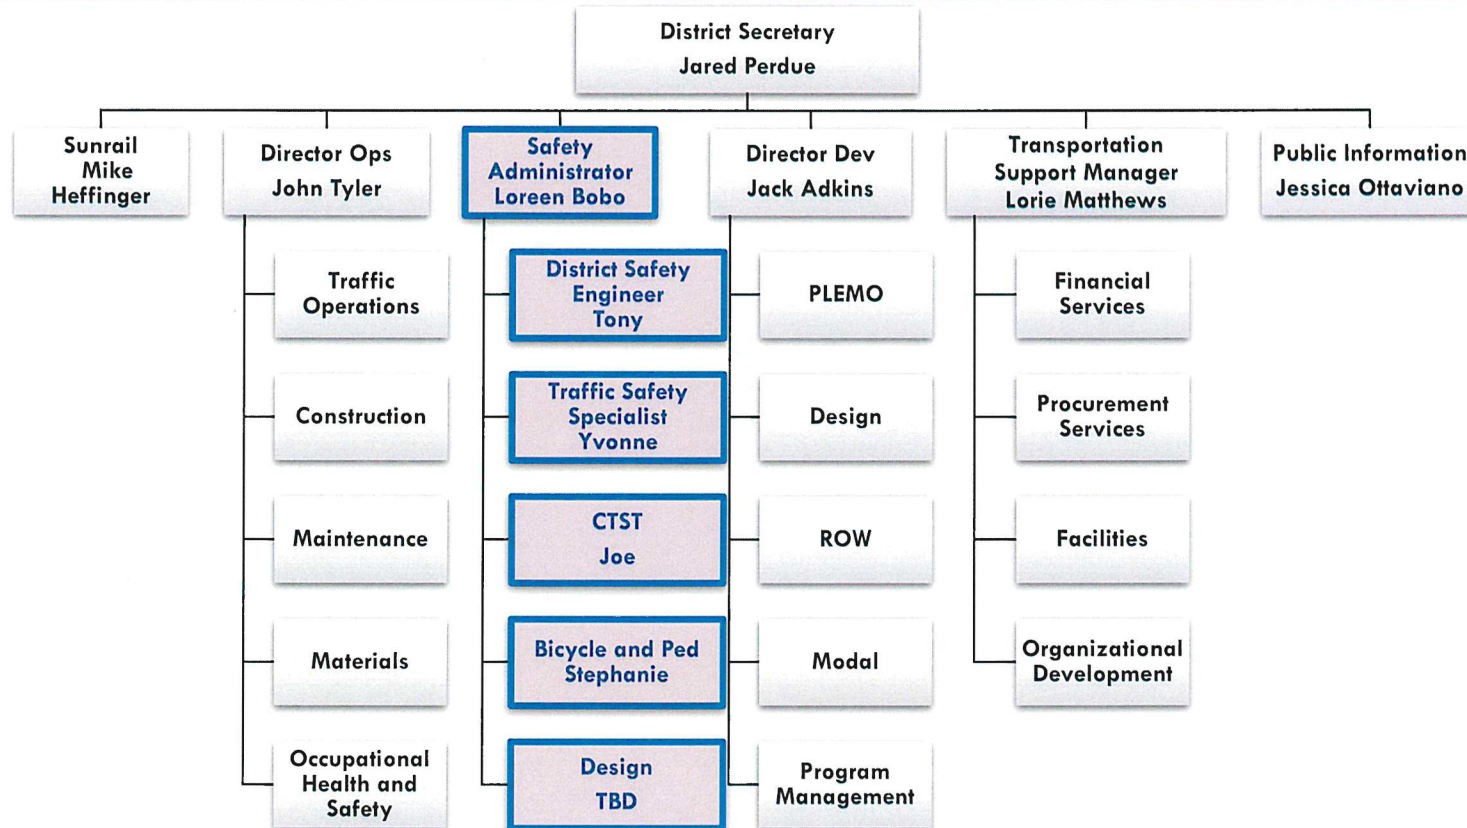 District Secretary
Jared Perdue
Sunrail
Mike
Heffinger
Director Ops
John Tyler
Safety
Administrator
Loreen Bobo
Director Dev
Jack Adkins
Transportation
Support Manager
Lorie Matthews
Public Information
Jessica Ottaviano
Traffic
Operations
Construction
Maintenance
Materials
Occupational
Health and
Safety
District Safety
Engineer
Tony
Traffic Safety
Specialist
Yvonne
CTST
Joe
Bicycle and Ped
Stephanie
Design
TBD
PLEMO
Design
ROW
Modal
Program
Management
Financial
Services
Procurement
Services
Facilities
Organizational
Development